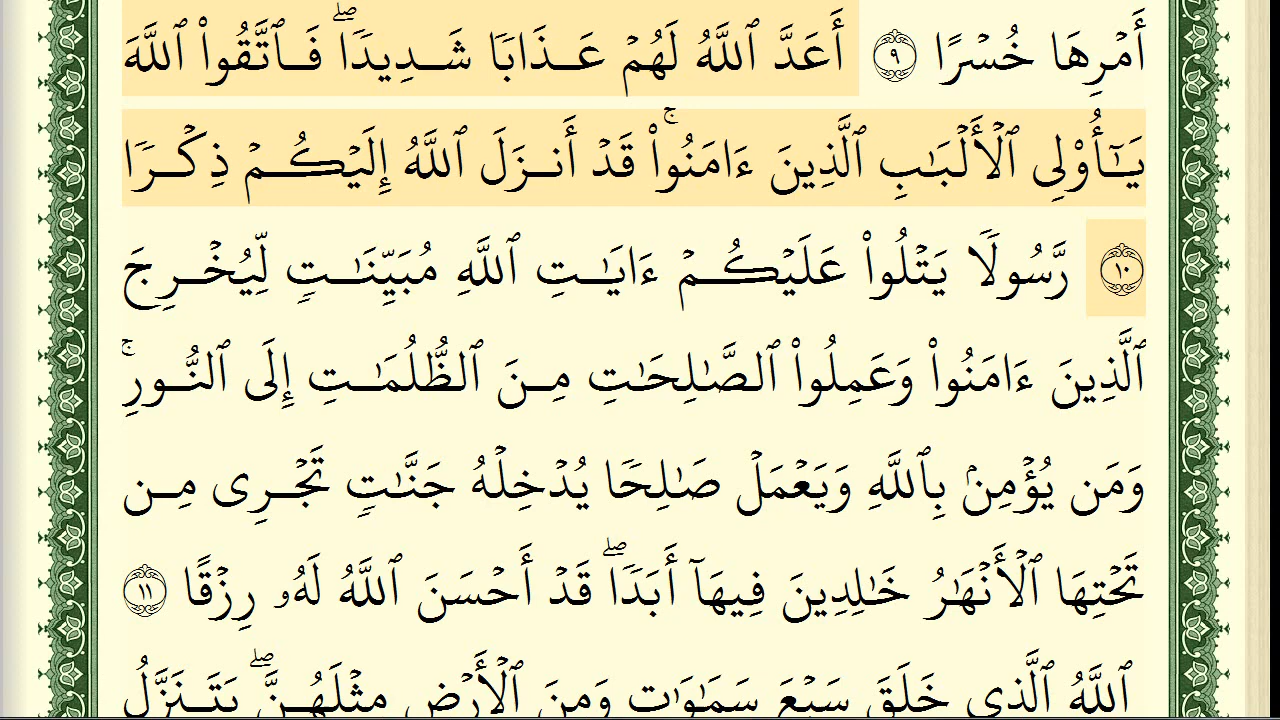 أَمۡرِهَا خُسۡرًا ٩ أَعَدَّ ٱللَّهُ لَهُمۡ عَذَابٗا شَدِيدٗاۖ فَٱتَّقُواْ ٱللَّهَ
يَٰٓأُوْلِي ٱلۡأَلۡبَٰبِ ٱلَّذِينَ ءَامَنُواْۚ قَدۡ أَنزَلَ ٱللَّهُ إِلَيۡكُمۡ ذِكۡرٗا
١٠ رَّسُولٗا يَتۡلُواْ عَلَيۡكُمۡ ءَايَٰتِ ٱللَّهِ مُبَيِّنَٰتٖ لِّيُخۡرِجَ
ٱلَّذِينَ ءَامَنُواْ وَعَمِلُواْ ٱلصَّٰلِحَٰتِ مِنَ ٱلظُّلُمَٰتِ إِلَى ٱلنُّورِۚ
وَمَن يُؤۡمِنۢ بِٱللَّهِ وَيَعۡمَلۡ صَٰلِحٗا يُدۡخِلۡهُ جَنَّٰتٖ تَجۡرِي مِن
تَحۡتِهَا ٱلۡأَنۡهَٰرُ خَٰلِدِينَ فِيهَآ أَبَدٗاۖ قَدۡ أَحۡسَنَ ٱللَّهُ لَهُۥ رِزۡقًا ١١
ٱللَّهُ ٱلَّذِي خَلَقَ سَبۡعَ سَمَٰوَٰتٖ وَمِنَ ٱلۡأَرۡضِ مِثۡلَهُنَّۖ يَتَنَزَّلُ